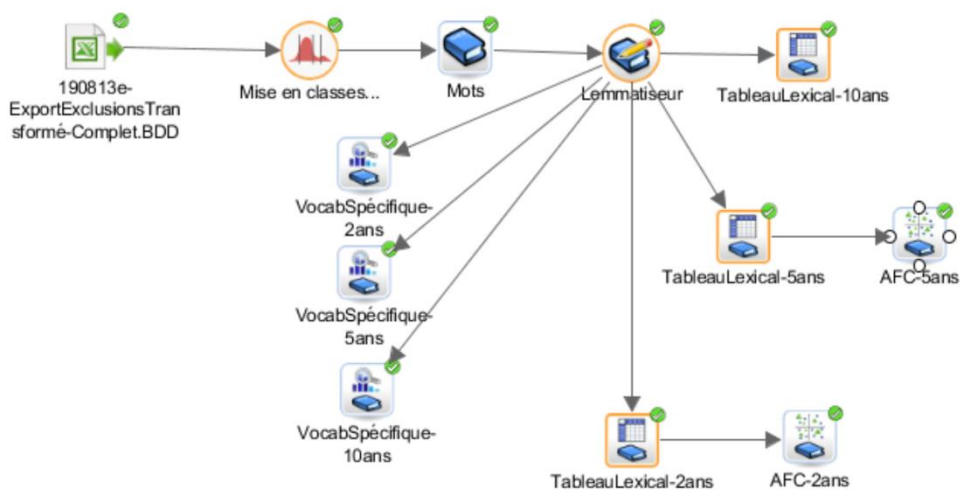 190813e-
ExportExclusionsTran
sformé-Complet.BDD
Mise en classes...
Mots
Lemmatiseur
TableauLexical-10ans
VocabSpécifique-
2ans
VocabSpécifique-
5ans
TableauLexical-5ans
AFC-5ans
VocabSpécifique-
10ans
TableauLexical-2ans
AFC-2ans